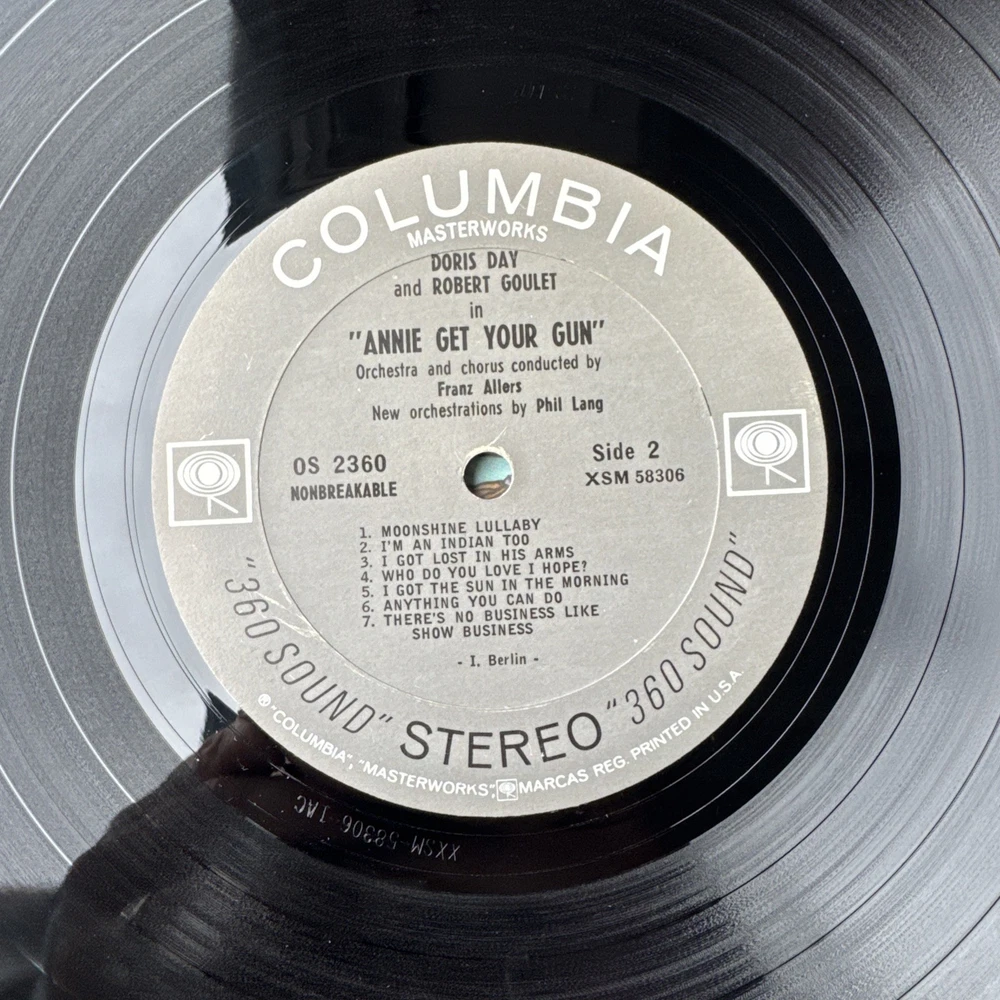 COLUMBIA
MASTERWORKS
DORIS DAY
and ROBERT GOULET
in
"ANNIE GET YOUR GUN"
Orchestra and chorus conducted by
Franz Allers
New orchestrations by Phil Lang
OS 2360
NONBREAKABLE
Side 2
XSM 58306
1. MOONSHINE LULLABY
2. I'M AN INDIAN TOO
3. I GOT LOST IN HIS ARMS
4. WHO DO YOU LOVE I HOPE?
5. I GOT THE SUN IN THE MORNING
6. ANYTHING YOU CAN DO
7. THERE'S NO BUSINESS LIKE
SHOW BUSINESS
- I. Berlin -
"360 SOUND" STEREO "360 SOUND"
® "COLUMBIA", "MASTERWORKS", MARCAS REG. PRINTED IN U.S.A.
XXSM-58306-1AC